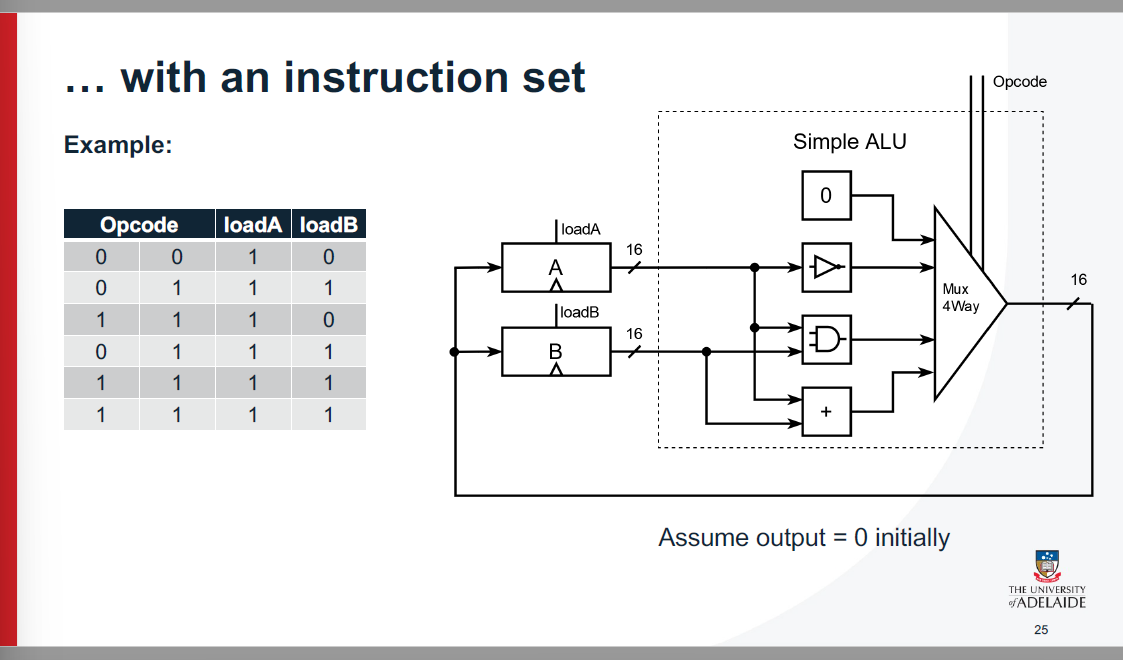 … with an instruction set
Example:
Opcode loadA loadB
0 0 1 0
0 1 1 1
1 1 1 0
0 1 1 1
1 1 1 1
1 1 1 1
Opcode
Simple ALU
0
loadA
A
16
loadB
B
16
+
Mux
4Way
16
Assume output = 0 initially
THE UNIVERSITY
of ADELAIDE
25